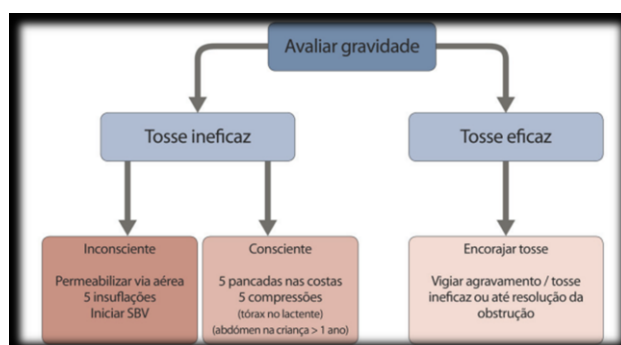 Avaliar gravidade
Tosse ineficaz
Tosse eficaz
Inconsciente
Permeabilizar via aérea
5 insuflações
Iniciar SBV
Consciente
5 pancadas nas costas
5 compressões
(tórax no lactente)
(abdómen na criança > 1 ano)
Encorajar tosse
Vigiar agravamento / tosse
ineficaz ou até resolução da
obstrução